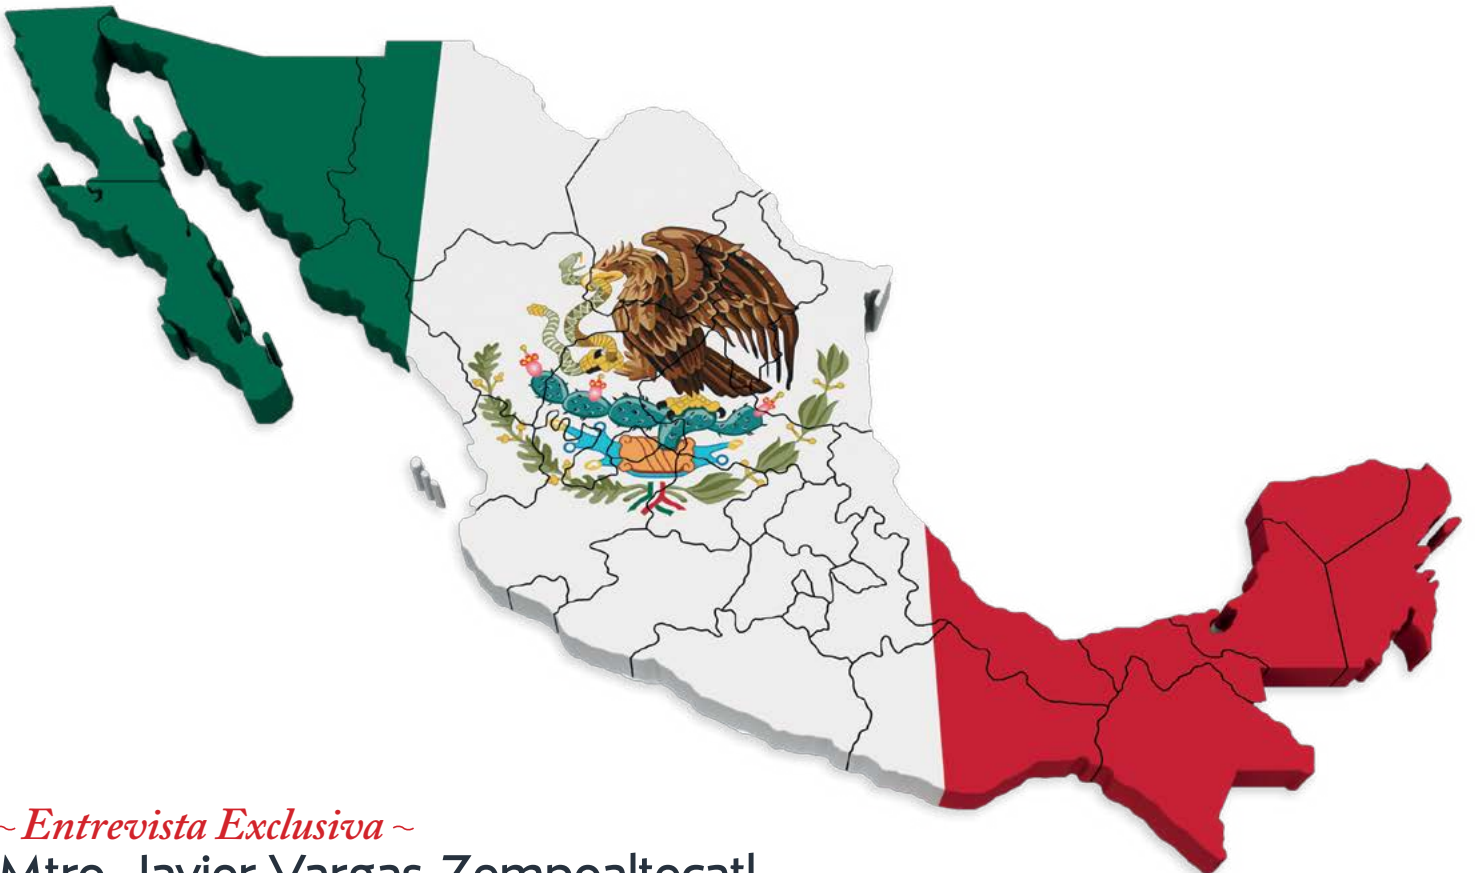 ~ Entrevista Exclusiva ~
Mtro. Javier Vargas Zempoaltecatl